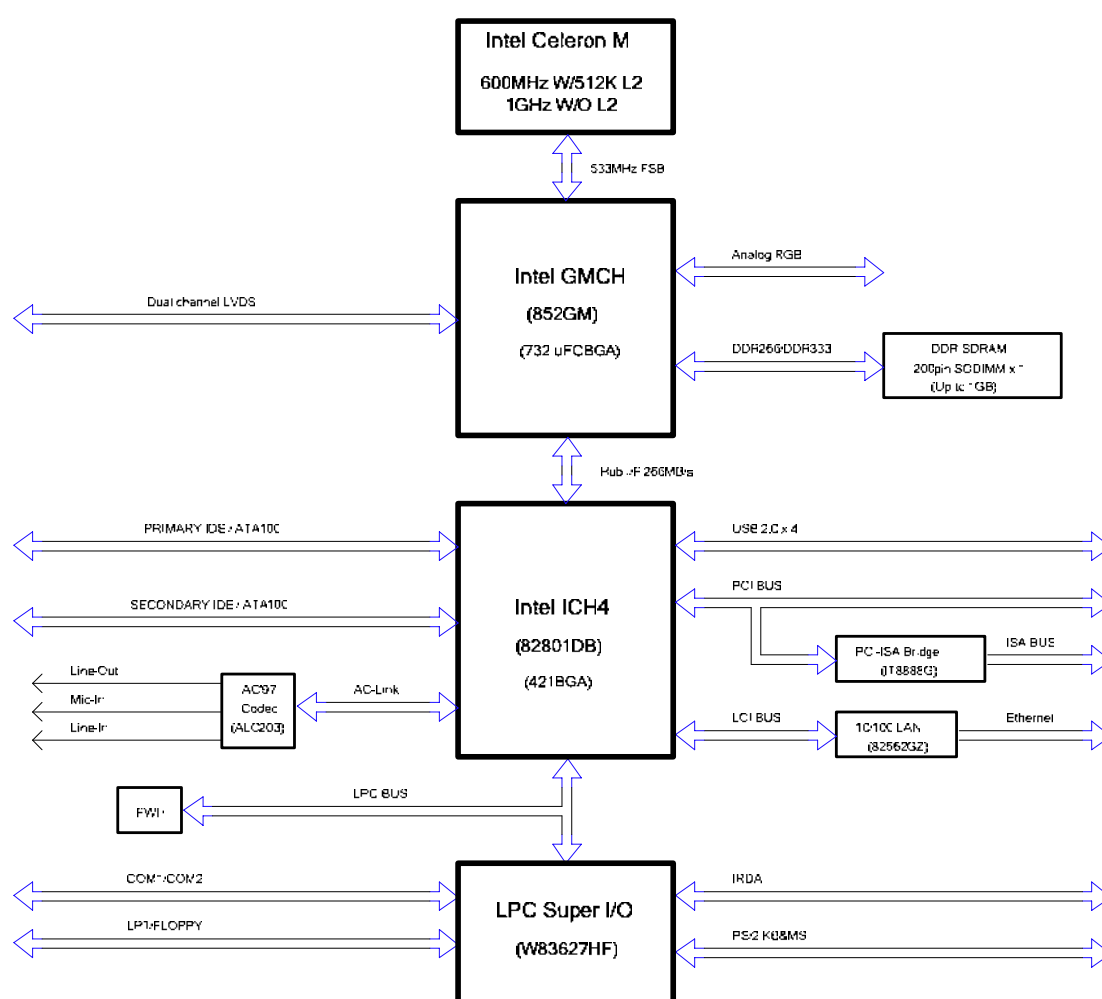 Intel Celeron M
600MHz W/512K L2
1GHz W/O L2
533MHz FSB
Intel GMCH
(852GM)
(732 uFCBGA)
Analog RGB
Dual channel LVDS
DDR266/DDR333
DDR SDRAM
200pin SODIMM x 1
(Up to 1GB)
Hub I/F 266MB/s
PRIMARY IDE / ATA100
USB 2.0 x 4
SECONDARY IDE / ATA100
PCI BUS
Intel ICH4
(82801DB)
(421BGA)
PCI-ISA Bridge
(IT8888G)
ISA BUS
Line-Out
Mic-In
Line-In
AC'97
Codec
(ALC203)
AC-Link
LCI BUS
10/100 LAN
(82562GZ)
Ethernet
LPC BUS
COM1/COM2
IRDA
LPC Super I/O
(W83627HF)
LPT/FLOPPY
PS/2 KB&MS